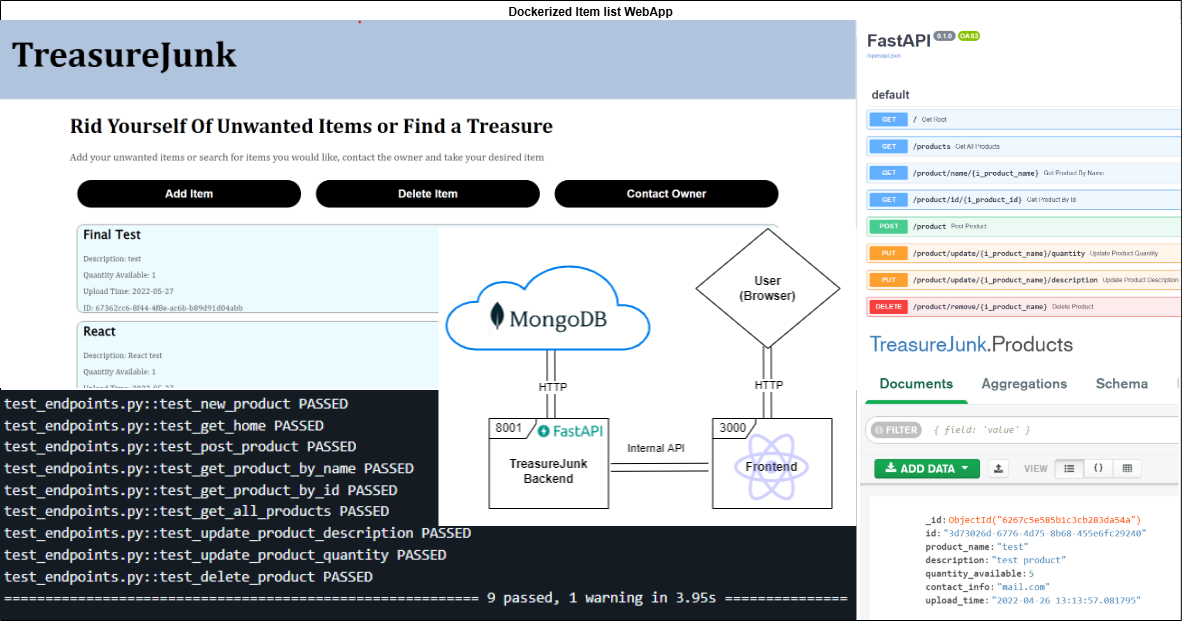 Dockerized Item list WebApp
TreasureJunk
Rid Yourself Of Unwanted Items or Find a Treasure
Add your unwanted items or search for items you would like, contact the owner and take your desired item
Add Item
Delete Item
Contact Owner
Final Test
Description: test
Quantity Available: 1
Upload Time: 2022-05-27
ID: 67362cc6-8f44-4f8e-ac6b-b89d91d04abb
React
Description: React test
Quantity Available: 1
Upload Time: 2022-05-27
MongoDB
User
(Browser)
HTTP
HTTP
8001
FastAPI
TreasureJunk
Backend
Internal API
3000
Frontend
test_endpoints.py::test_new_product PASSED
test_endpoints.py::test_get_home PASSED
test_endpoints.py::test_post_product PASSED
test_endpoints.py::test_get_product_by_name PASSED
test_endpoints.py::test_get_product_by_id PASSED
test_endpoints.py::test_get_all_products PASSED
test_endpoints.py::test_update_product_description PASSED
test_endpoints.py::test_update_product_quantity PASSED
test_endpoints.py::test_delete_product PASSED
========================================================== 9 passed, 1 warning in 3.95s ===============
FastAPI 0.1.0 OAS3
/openapi.json
default
GET / Get Root
GET /products Get All Products
GET /product/name/{i_product_name} Get Product By Name
GET /product/id/{i_product_id} Get Product By Id
POST /product Post Product
PUT /product/update/{i_product_name}/quantity Update Product Quantity
PUT /product/update/{i_product_name}/description Update Product Description
DELETE /product/remove/{i_product_name} Delete Product
TreasureJunk.Products
Documents Aggregations Schema
FILTER { field: 'value' }
ADD DATA VIEW {}
_id: ObjectId("6267c5e585b1c3cb283da54a")
id: "3d73026d-6776-4d75-8b68-455e6fc29240"
product_name: "test"
description: "test product"
quantity_available: 5
contact_info: "mail.com"
upload_time: "2022-04-26 13:13:57.081795"